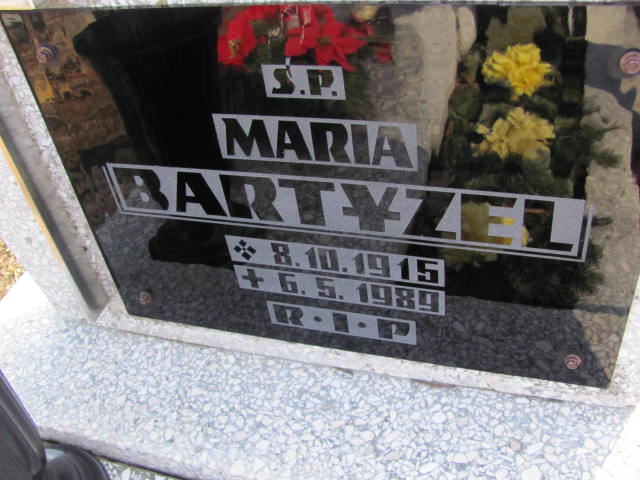 S.P.
MARIA
BARTYZEL
8.10.1915
+ 6.5.1989
R·I·P